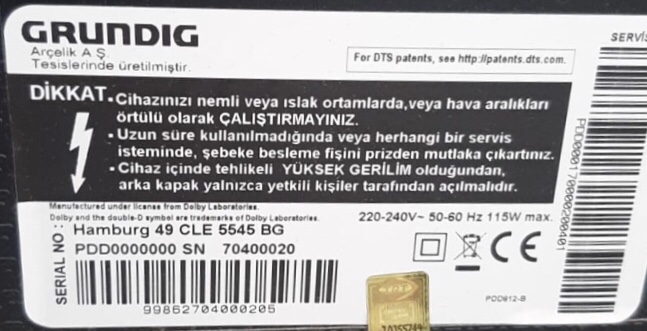 GRUNDIG
Arçelik A Ş.
Tesislerinde üretilmiştir.
For DTS patents, see http://patents.dts.com.
SERVİS
DİKKAT
• Cihazınızı nemli veya ıslak ortamlarda,veya hava aralıkları
örtülü olarak ÇALIŞTIRMAYINIZ.
• Uzun süre kullanılmadığında veya herhangi bir servis
isteminde, şebeke besleme fişini prizden mutlaka çıkartınız.
• Cihaz içinde tehlikeli YÜKSEK GERİLİM olduğundan,
arka kapak yalnızca yetkili kişiler tarafından açılmalıdır.
Manufactured under license from Dolby Laboratories.
Dolby and the double-D symbol are trademarks of Dolby Laboratories.
220-240V~ 50-60 Hz 115W max.
SERIAL NO :
Hamburg 49 CLE 5545 BG
PDD0000000 SN 70400020
99862704000205
CE
PDD812-B